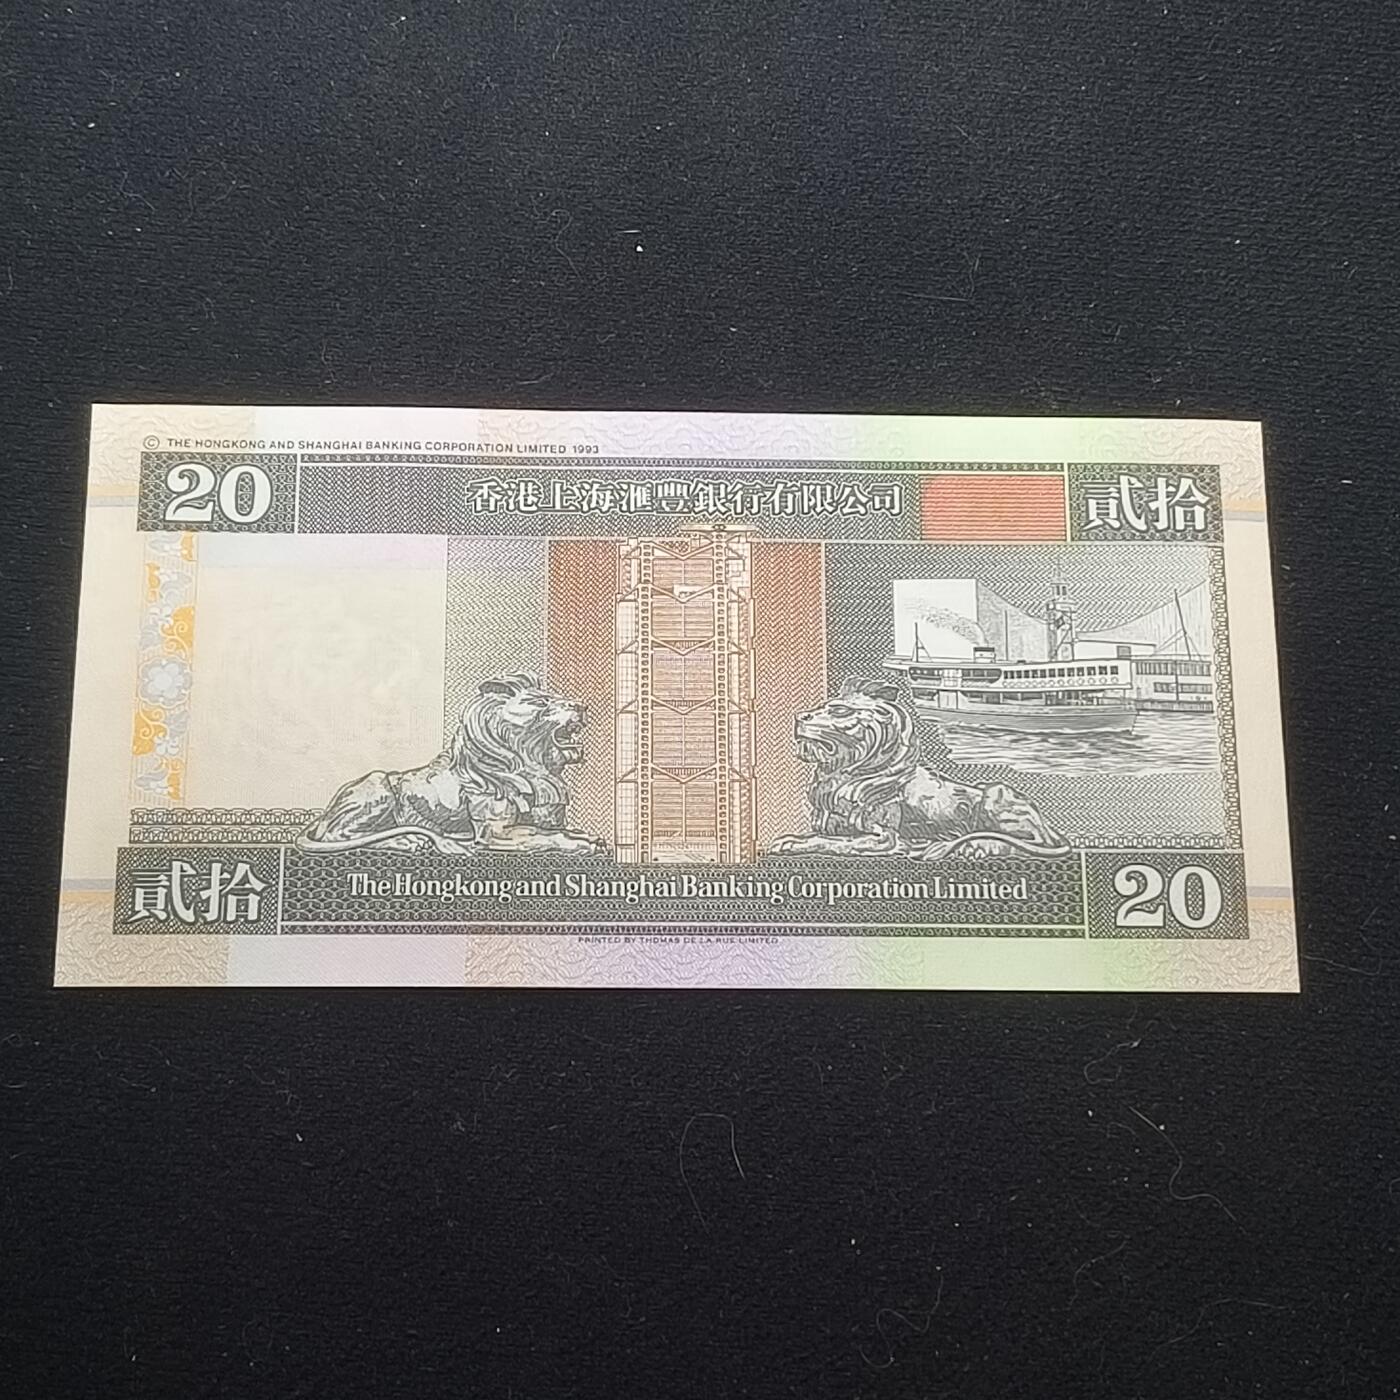 © THE HONGKONG AND SHANGHAI BANKING CORPORATION LIMITED 1993
20
香港上海滙豐銀行有限公司
貳拾
貳拾
The Hongkong and Shanghai Banking Corporation Limited
20
PRINTED BY THOMAS DE LA RUE LIMITED